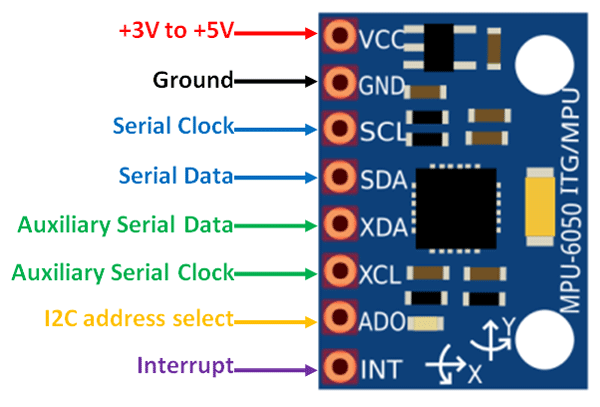 +3V to +5V
VCC
Ground
GND
Serial Clock
SCL
Serial Data
SDA
Auxiliary Serial Data
XDA
Auxiliary Serial Clock
XCL
I2C address select
ADO
Interrupt
INT
MPU-6050 ITG/MPU
Y
X